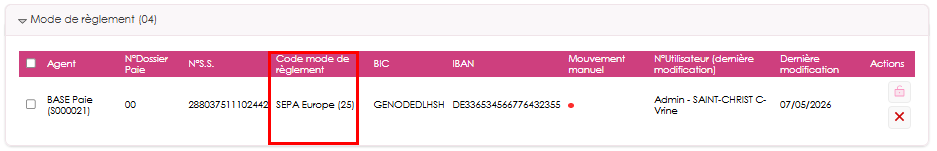 Mode de règlement (04)
Agent N°Dossier Paie N°S.S. Code mode de règlement BIC IBAN Mouvement manuel N°Utilisateur (dernière modification) Dernière modification Actions
BASE Paie (S000021) 00 288037511102442 SEPA Europe (25) GENODEDLHSH DE336534566776432355 Admin - SAINT-CHRIST C-Vrine 07/05/2026